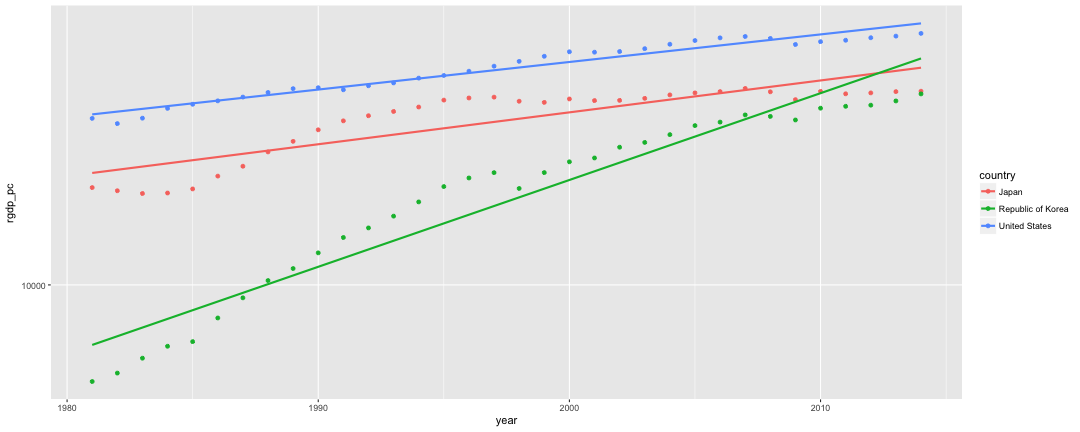 rgdp_pc
10000
1980 1990 2000 2010
year
country
Japan
Republic of Korea
United States